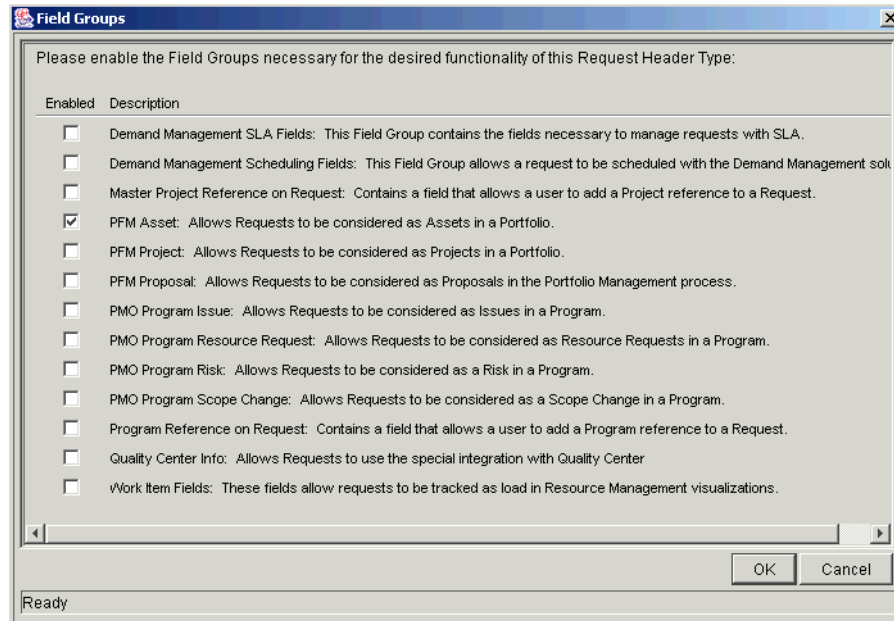 Field Groups
Please enable the Field Groups necessary for the desired functionality of this Request Header Type:
Enabled Description
Demand Management SLA Fields: This Field Group contains the fields necessary to manage requests with SLA.
Demand Management Scheduling Fields: This Field Group allows a request to be scheduled with the Demand Management
Master Project Reference on Request: Contains a field that allows a user to add a Project reference to a Request.
PFM Asset: Allows Requests to be considered as Assets in a Portfolio.
PFM Project: Allows Requests to be considered as Projects in a Portfolio.
PFM Proposal: Allows Requests to be considered as Proposals in the Portfolio Management process.
PMO Program Issue: Allows Requests to be considered as Issues in a Program.
PMO Program Resource Request: Allows Requests to be considered as Resource Requests in a Program.
PMO Program Risk: Allows Requests to be considered as a Risk in a Program.
PMO Program Scope Change: Allows Requests to be considered as a Scope Change in a Program.
Program Reference on Request: Contains a field that allows a user to add a Program reference to a Request.
Quality Center Info: Allows Requests to use the special integration with Quality Center
Work Item Fields: These fields allow requests to be tracked as load in Resource Management visualizations.
OK Cancel
Ready